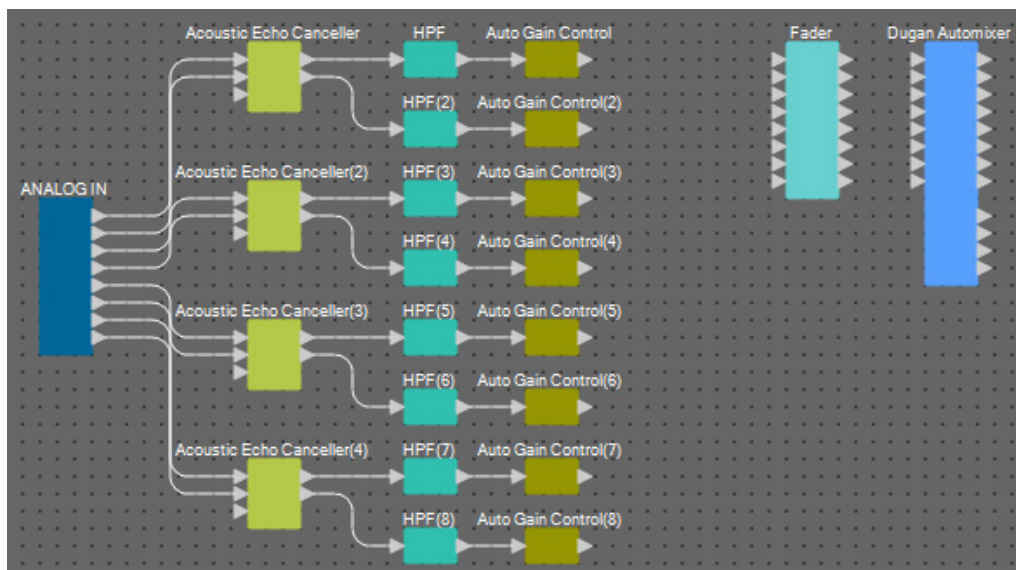 Acoustic Echo Canceller HPF Auto Gain Control Fader Dugan Automixer
HPF(2) Auto Gain Control(2)
Acoustic Echo Canceller(2) HPF(3) Auto Gain Control(3)
ANALOG IN
HPF(4) Auto Gain Control(4)
Acoustic Echo Canceller(3) HPF(5) Auto Gain Control(5)
HPF(6) Auto Gain Control(6)
Acoustic Echo Canceller(4) HPF(7) Auto Gain Control(7)
HPF(8) Auto Gain Control(8)